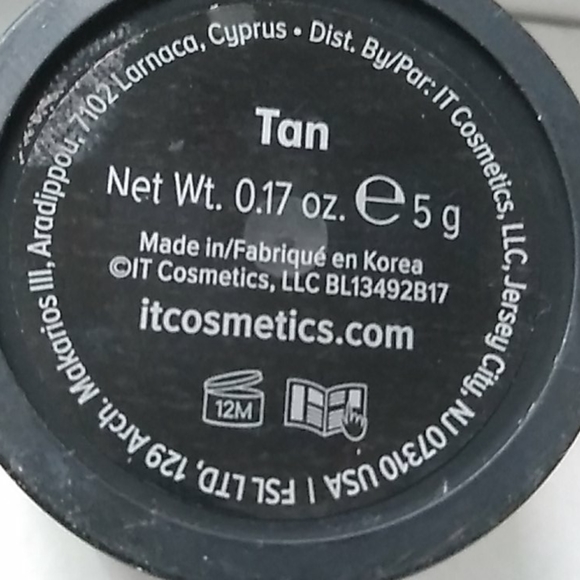 Tan
Net Wt. 0.17 oz. ℮ 5 g
Made in/Fabriqué en Korea
©IT Cosmetics, LLC BL13492B17
itcosmetics.com
12M
Dist. By/Par: IT Cosmetics, LLC, Jersey City, NJ 07310 USA | FSL LTD, 129 Arch. Makarios III, Aradippou, 7102 Larnaca, Cyprus •